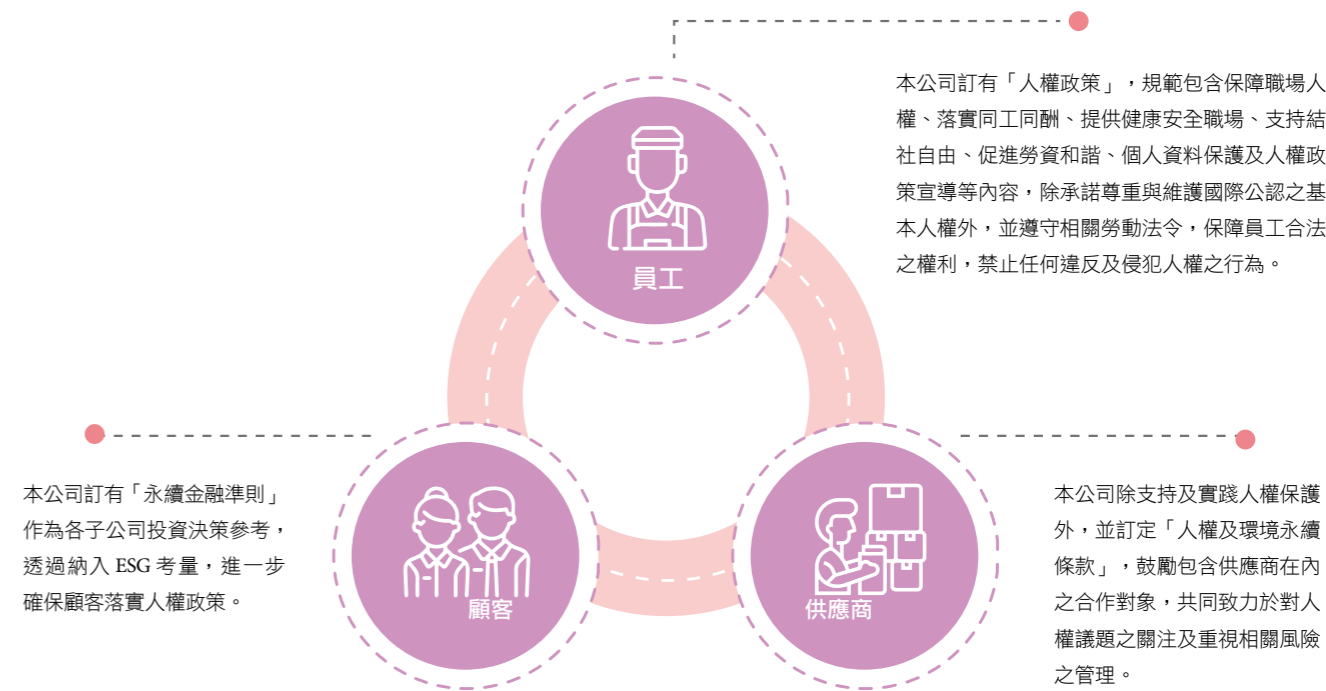 本公司訂有「人權政策」，規範包含保障職場人
權、落實同工同酬、提供健康安全職場、支持結
社自由、促進勞資和諧、個人資料保護及人權政
策宣導等內容，除承諾尊重與維護國際公認之基
本人權外，並遵守相關勞動法令，保障員工合法
之權利，禁止任何違反及侵犯人權之行為。
員工
本公司訂有「永續金融準則」
作為各子公司投資決策參考，
透過納入 ESG 考量，進一步
確保顧客落實人權政策。
顧客
供應商
本公司除支持及實踐人權保護
外，並訂定「人權及環境永續
條款」，鼓勵包含供應商在內
之合作對象，共同致力於對人
權議題之關注及重視相關風險
之管理。